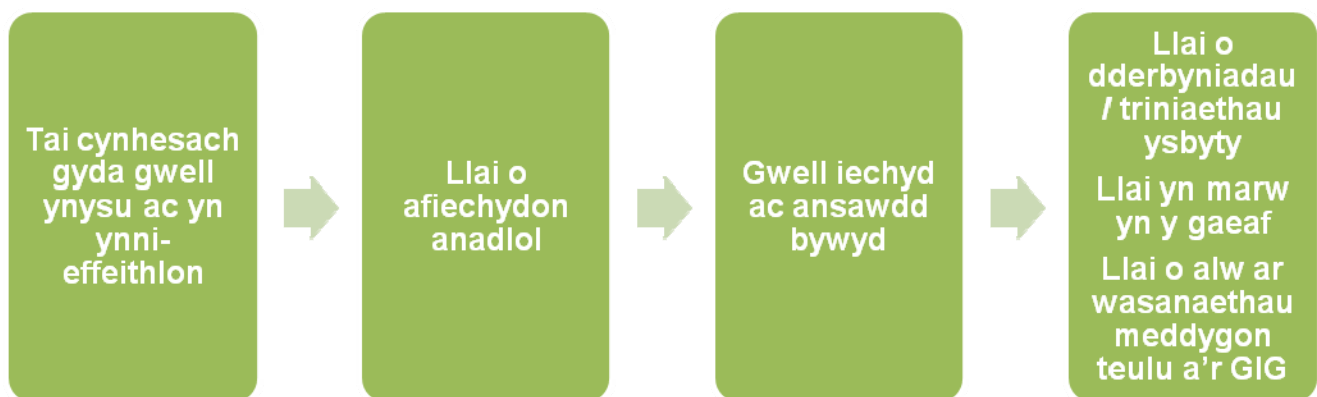 Tai cynhesach
gyda gwell
ynysu ac yn
ynni-
effeithlon
Llai o
afiechydon
anadlol
Gwell iechyd
ac ansawdd
bywyd
Llai o
dderbyniadau
/ triniaethau
ysbyty
Llai yn marw
yn y gaeaf
Llai o alw ar
wasanaethau
meddygon
teulu a'r GIG